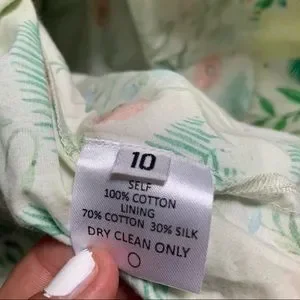 10
SELF
100% COTTON
LINING
70% COTTON 30% SILK
DRY CLEAN ONLY